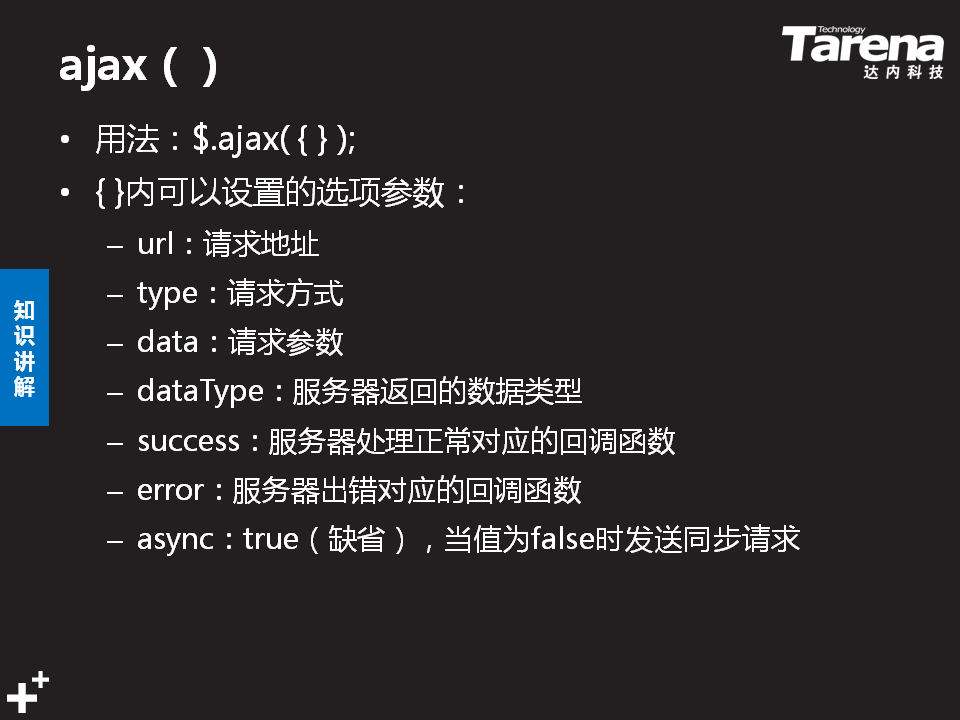 Technology
Tarena
达内科技
ajax（ ）
• 用法：$.ajax( { } );
• { }内可以设置的选项参数：
– url：请求地址
– type：请求方式
– data：请求参数
– dataType：服务器返回的数据类型
– success：服务器处理正常对应的回调函数
– error：服务器出错对应的回调函数
– async：true（缺省），当值为false时发送同步请求
知识讲解